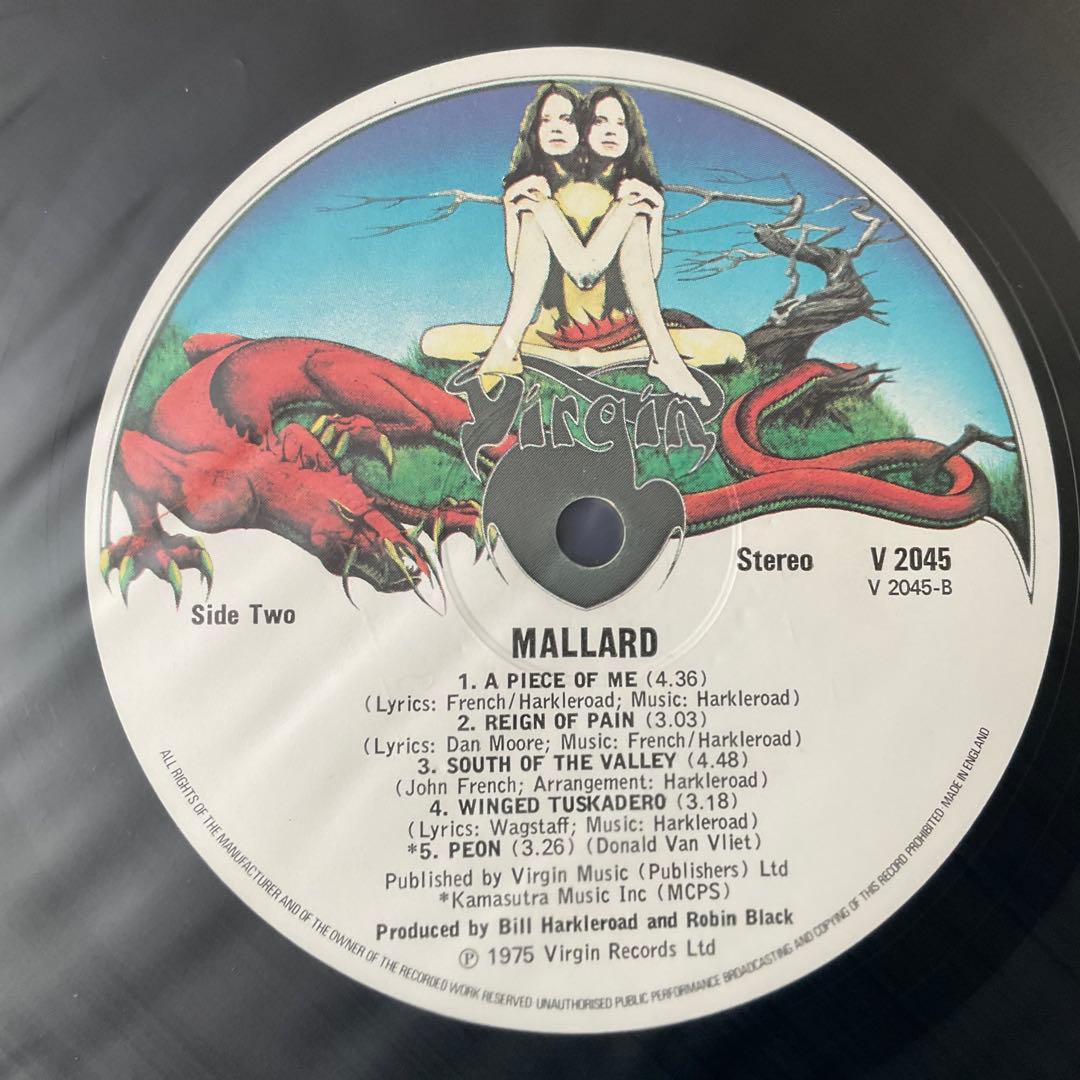 Virgin
Stereo V 2045
V 2045-B
Side Two
MALLARD
1. A PIECE OF ME (4.36)
(Lyrics: French/Harkleroad; Music: Harkleroad)
2. REIGN OF PAIN (3.03)
(Lyrics: Dan Moore; Music: French/Harkleroad)
3. SOUTH OF THE VALLEY (4.48)
(John French; Arrangement: Harkleroad)
4. WINGED TUSKADERO (3.18)
(Lyrics: Wagstaff; Music: Harkleroad)
*5. PEON (3.26) (Donald Van Vliet)
Published by Virgin Music (Publishers) Ltd
*Kamasutra Music Inc (MCPS)
Produced by Bill Harkleroad and Robin Black
℗ 1975 Virgin Records Ltd
ALL RIGHTS OF THE MANUFACTURER AND OF THE OWNER OF THE RECORDED WORK RESERVED UNAUTHORISED PUBLIC PERFORMANCE BROADCASTING AND COPYING OF THIS RECORD PROHIBITED · MADE IN ENGLAND